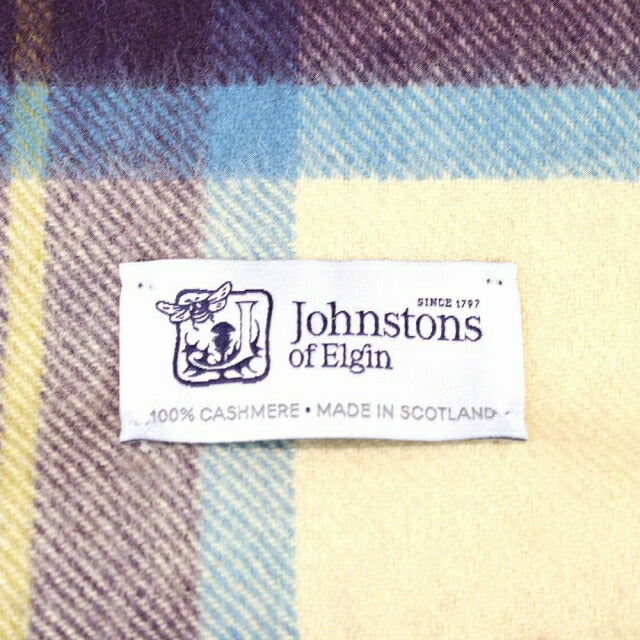 SINCE 1797
Johnstons
of Elgin
100% CASHMERE • MADE IN SCOTLAND